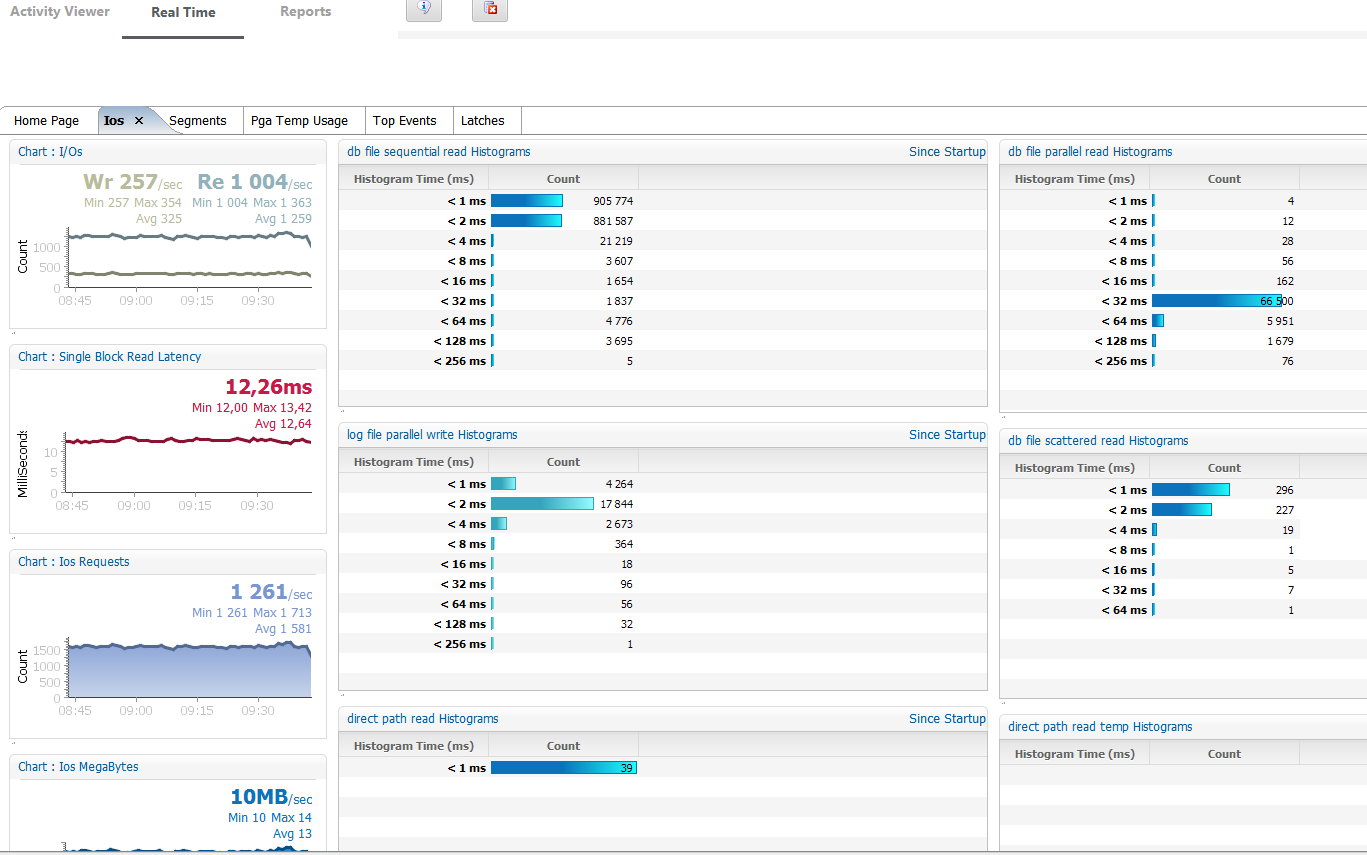 Activity Viewer Real Time Reports
Home Page Ios × Segments Pga Temp Usage Top Events Latches
Chart : I/Os
Wr 257/sec Re 1 004/sec
Min 257 Max 354 Min 1 004 Max 1 363
Avg 325 Avg 1 259
Count
1000
500
0
08:45 09:00 09:15 09:30
Chart : Single Block Read Latency
12,26ms
Min 12,00 Max 13,42
Avg 12,64
MilliSeconds
10
5
0
08:45 09:00 09:15 09:30
Chart : Ios Requests
1 261/sec
Min 1 261 Max 1 713
Avg 1 581
Count
1500
1000
500
0
08:45 09:00 09:15 09:30
Chart : Ios MegaBytes
10MB/sec
Min 10 Max 14
Avg 13
db file sequential read Histograms Since Startup
Histogram Time (ms) Count
< 1 ms 905 774
< 2 ms 881 587
< 4 ms 21 219
< 8 ms 3 607
< 16 ms 1 654
< 32 ms 1 837
< 64 ms 4 776
< 128 ms 3 695
< 256 ms 5
log file parallel write Histograms Since Startup
Histogram Time (ms) Count
< 1 ms 4 264
< 2 ms 17 844
< 4 ms 2 673
< 8 ms 364
< 16 ms 18
< 32 ms 96
< 64 ms 56
< 128 ms 32
< 256 ms 1
direct path read Histograms Since Startup
Histogram Time (ms) Count
< 1 ms 39
db file parallel read Histograms
Histogram Time (ms) Count
< 1 ms 4
< 2 ms 12
< 4 ms 28
< 8 ms 56
< 16 ms 162
< 32 ms 66 500
< 64 ms 5 951
< 128 ms 1 679
< 256 ms 76
db file scattered read Histograms
Histogram Time (ms) Count
< 1 ms 296
< 2 ms 227
< 4 ms 19
< 8 ms 1
< 16 ms 5
< 32 ms 7
< 64 ms 1
direct path read temp Histograms
Histogram Time (ms) Count